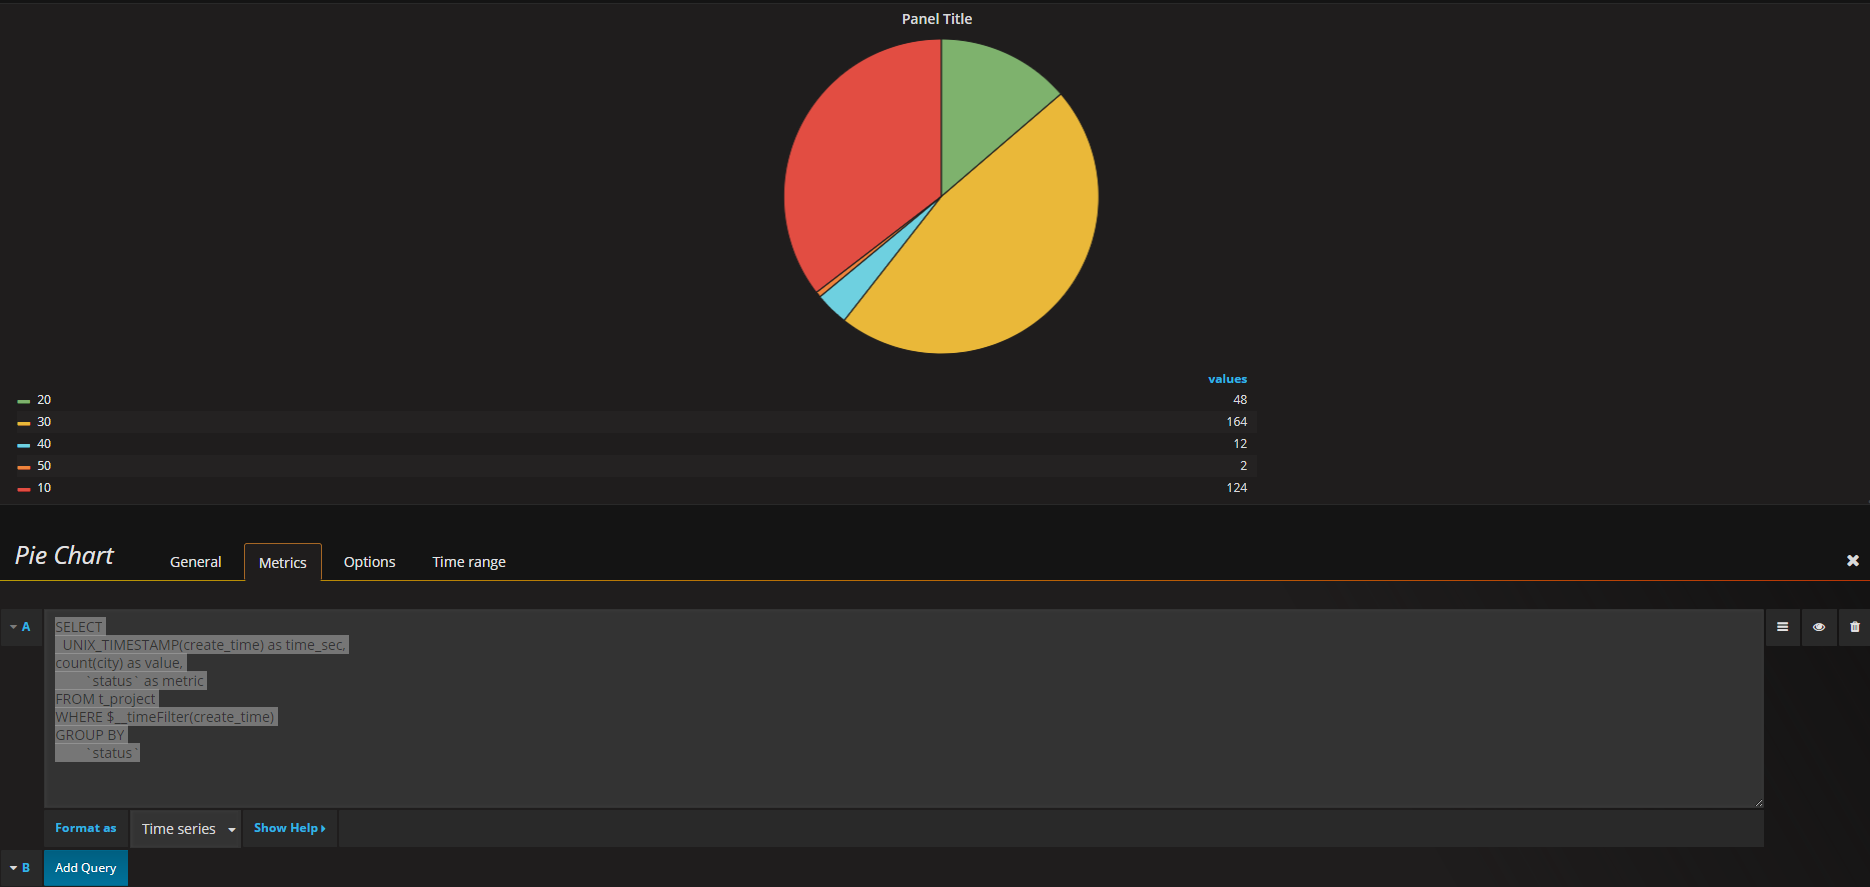 Panel Title
values
20 48
30 164
40 12
50 2
10 124
Pie Chart General Metrics Options Time range
A
SELECT
UNIX_TIMESTAMP(create_time) as time_sec,
count(city) as value,
`status` as metric
FROM t_project
WHERE $__timeFilter(create_time)
GROUP BY
`status`
Format as Time series Show Help
B Add Query